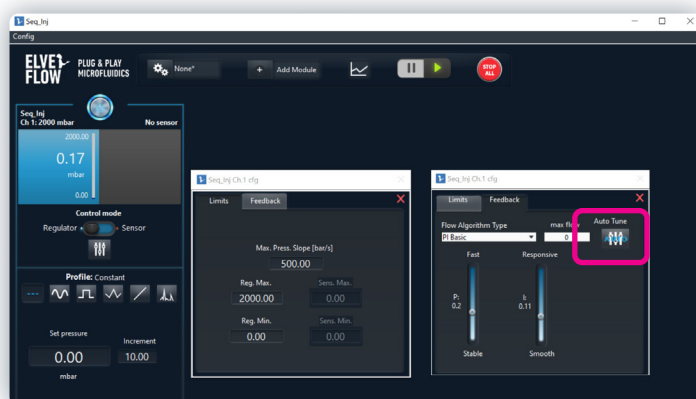 Seq_Inj
Config
ELVEFLOW
PLUG & PLAY
MICROFLUIDICS
None*
+ Add Module
STOP
ALL
Seq_Inj
Ch 1: 2000 mbar
No sensor
2000.00
0.17
mbar
0.00
Control mode
Regulator
Sensor
Profile: Constant
Set pressure
0.00
mbar
Increment
10.00
Seq_Inj Ch.1 cfg
Limits
Feedback
X
Max. Press. Slope [bar/s]
500.00
Reg. Max.
Sens. Max.
2000.00
0.00
Reg. Min.
Sens. Min.
0.00
0.00
Seq_Inj Ch.1 cfg
Limits
Feedback
X
Flow Algorithm Type
max flow
Auto Tune
PI Basic
0
AUTO
Fast
Responsive
P:
0.2
I:
0.11
Stable
Smooth